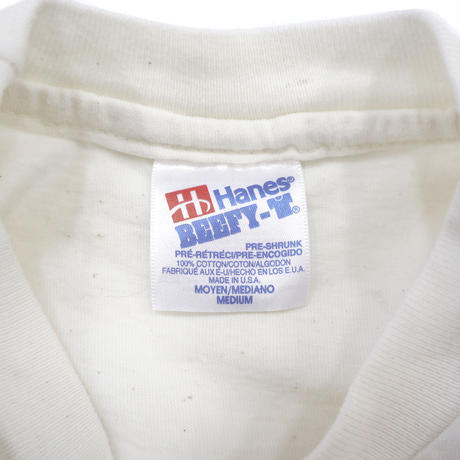 Hanes®
BEEFY-T®
PRE-SHRUNK
PRÉ-RÉTRÉCI/PRE-ENCOGIDO
100% COTTON/COTON/ALGODON
FABRIQUÉ AUX É-U/HECHO EN LOS E.U.A.
MADE IN U.S.A.
MOYEN/MEDIANO
MEDIUM